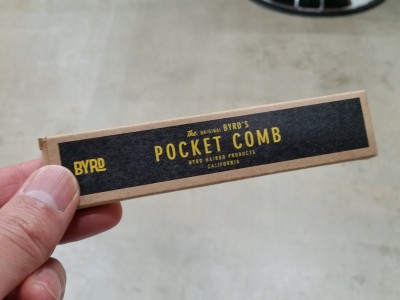 BYRD
The ORIGINAL BYRD'S
POCKET COMB
BYRD HAIRDO PRODUCTS
CALIFORNIA